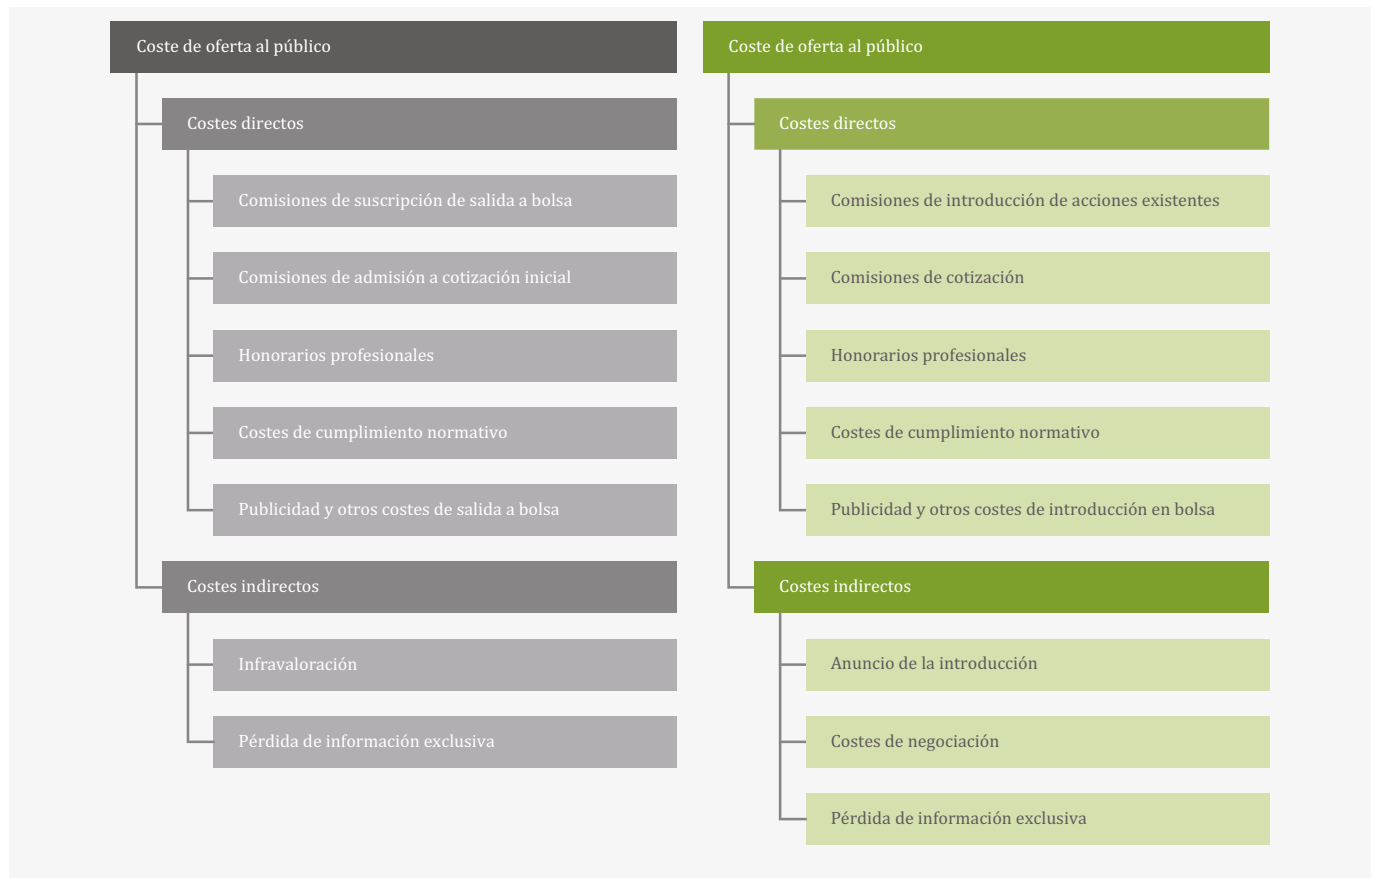 Coste de oferta al público
Costes directos
Comisiones de suscripción de salida a bolsa
Comisiones de admisión a cotización inicial
Honorarios profesionales
Costes de cumplimiento normativo
Publicidad y otros costes de salida a bolsa
Costes indirectos
Infravaloración
Pérdida de información exclusiva
Coste de oferta al público
Costes directos
Comisiones de introducción de acciones existentes
Comisiones de cotización
Honorarios profesionales
Costes de cumplimiento normativo
Publicidad y otros costes de introducción en bolsa
Costes indirectos
Anuncio de la introducción
Costes de negociación
Pérdida de información exclusiva